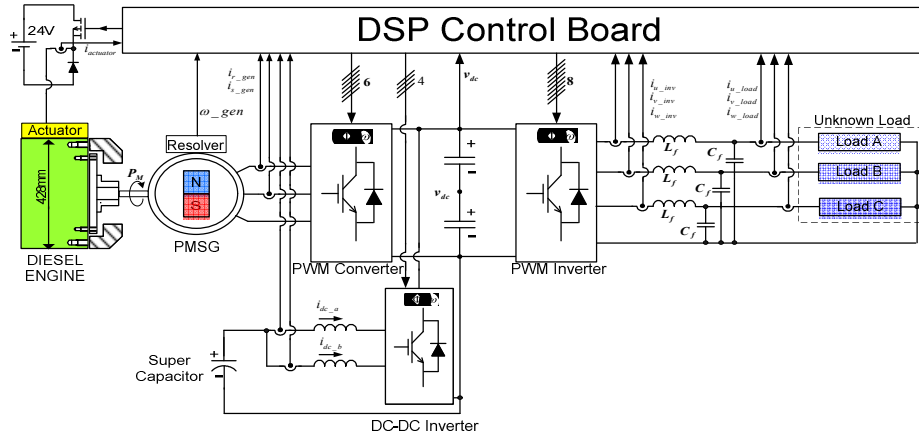 DSP Control Board
24V
i_actuator
Actuator
428mm
DIESEL
ENGINE
P_M
ω_gen
Resolver
N
S
PMSG
i_r_gen
i_s_gen
6
4
v_dc
8
i_u_inv
i_v_inv
i_w_inv
i_u_load
i_v_load
i_w_load
Unknown Load
Load A
Load B
Load C
L_f
L_f
L_f
C_f
C_f
C_f
v_dc
PWM Converter
PWM Inverter
i_dc_a
i_dc_b
Super
Capacitor
DC-DC Inverter